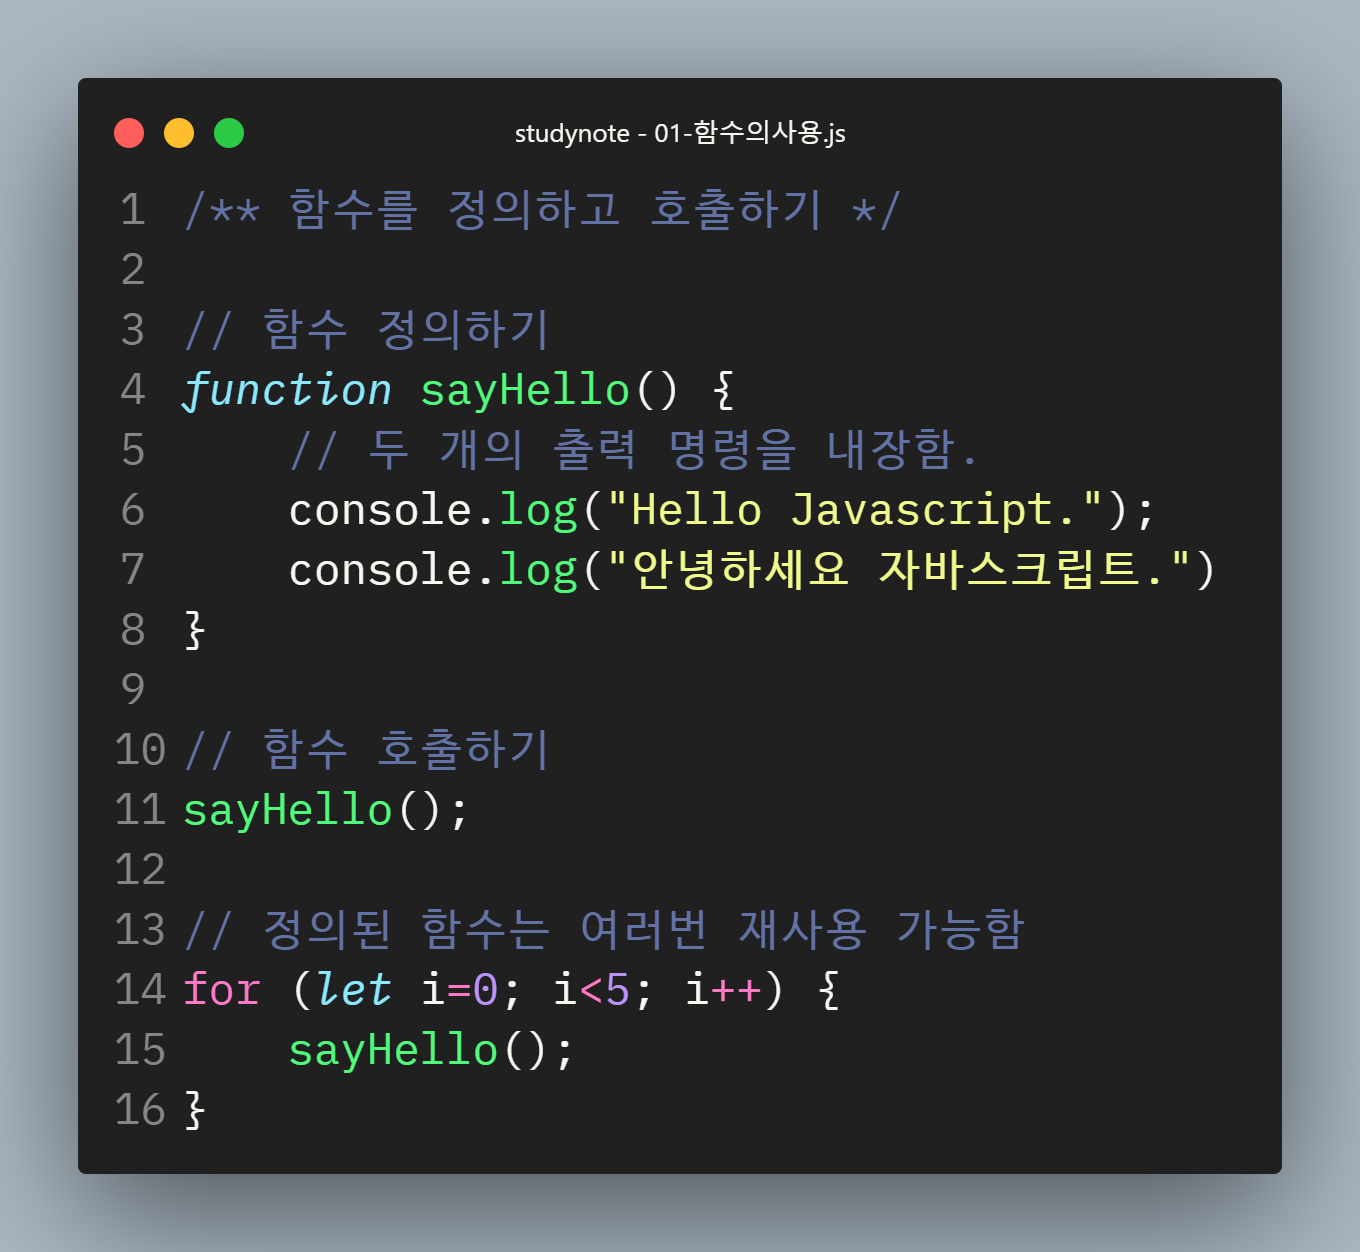 studynote - 01-함수의사용.js
1 /** 함수를 정의하고 호출하기 */
2
3 // 함수 정의하기
4 function sayHello() {
5     // 두 개의 출력 명령을 내장함.
6     console.log("Hello Javascript.");
7     console.log("안녕하세요 자바스크립트.")
8 }
9
10 // 함수 호출하기
11 sayHello();
12
13 // 정의된 함수는 여러번 재사용 가능함
14 for (let i=0; i<5; i++) {
15     sayHello();
16 }